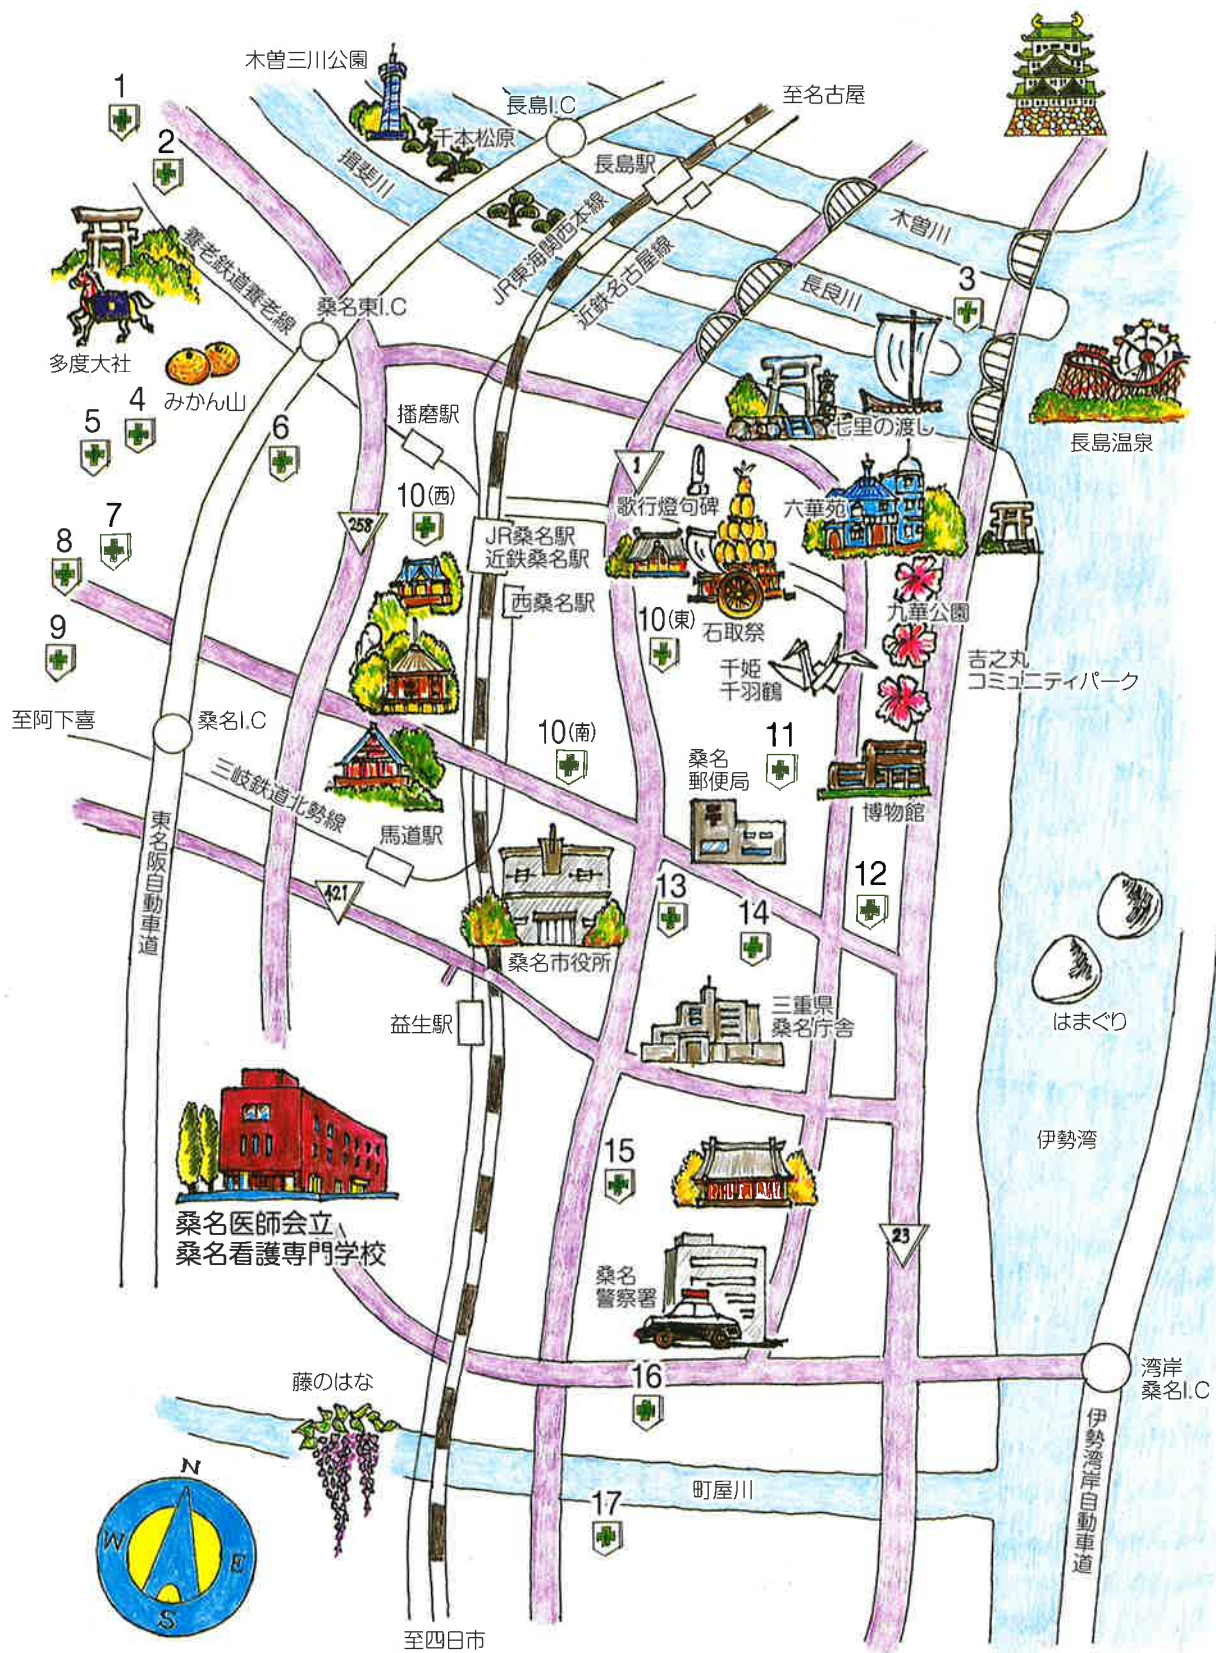 木曽三川公園
長島I.C
至名古屋
1
千本松原
2
長島駅
揖斐川
木曽川
JR東海関西本線
養老鉄道養老線
近鉄名古屋線
長良川
3
桑名東I.C
多度大社
みかん山
播磨駅
七里の渡し
長島温泉
4
5
6
1
10(西)
歌行燈句碑
六華苑
258
7
8
JR桑名駅
近鉄桑名駅
西桑名駅
九華公園
10(東)
石取祭
9
千姫
千羽鶴
吉之丸
コミュニティパーク
至阿下喜
桑名I.C
10(南)
11
桑名
郵便局
三岐鉄道北勢線
博物館
馬道駅
東名阪自動車道
421
13
12
14
桑名市役所
三重県
桑名庁舎
益生駅
はまぐり
伊勢湾
15
桑名医師会立
桑名看護専門学校
23
桑名
警察署
湾岸
桑名I.C
16
藤のはな
伊勢湾岸自動車道
町屋川
17
N
W
E
S
至四日市